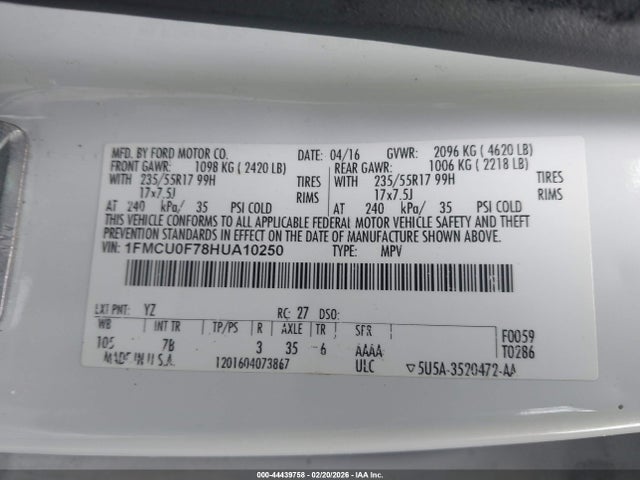 MFD. BY FORD MOTOR CO. DATE: 04/16 GVWR: 2096 KG ( 4620 LB)
FRONT GAWR: 1098 KG ( 2420 LB) REAR GAWR: 1006 KG ( 2218 LB)
WITH 235/55R17 99H TIRES WITH 235/55R17 99H TIRES
17x7.5J RIMS 17x7.5J RIMS
AT 240 kPa/ 35 PSI COLD AT 240 kPa/ 35 PSI COLD
THIS VEHICLE CONFORMS TO ALL APPLICABLE FEDERAL MOTOR VEHICLE SAFETY AND THEFT
PREVENTION STANDARDS IN EFFECT ON THE DATE OF MANUFACTURE SHOWN ABOVE.
VIN: 1FMCU0F78HUA10250 TYPE: MPV
EXT PNT: YZ RC: 27 DSO:
WB INT TR TP/PS R AXLE TR SPR F0059
105 7B 3 35 6 AAAA T0286
MADE IN U.S.A. 1201604073867 ULC ▽5U5A-3520472-AA
000-44439758 - 02/20/2026 - IAAI.com